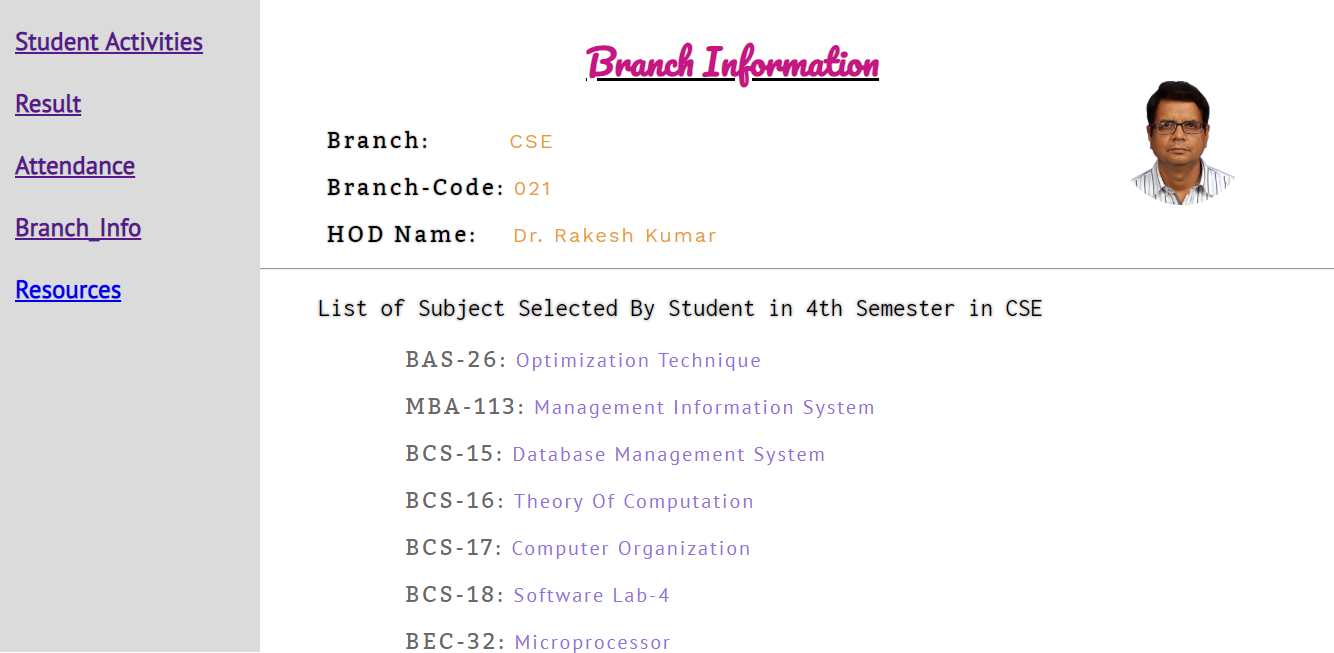 Student Activities
Result
Attendance
Branch_Info
Resources
Branch Information
Branch: CSE
Branch-Code: 021
HOD Name: Dr. Rakesh Kumar
List of Subject Selected By Student in 4th Semester in CSE
BAS-26: Optimization Technique
MBA-113: Management Information System
BCS-15: Database Management System
BCS-16: Theory Of Computation
BCS-17: Computer Organization
BCS-18: Software Lab-4
BEC-32: Microprocessor